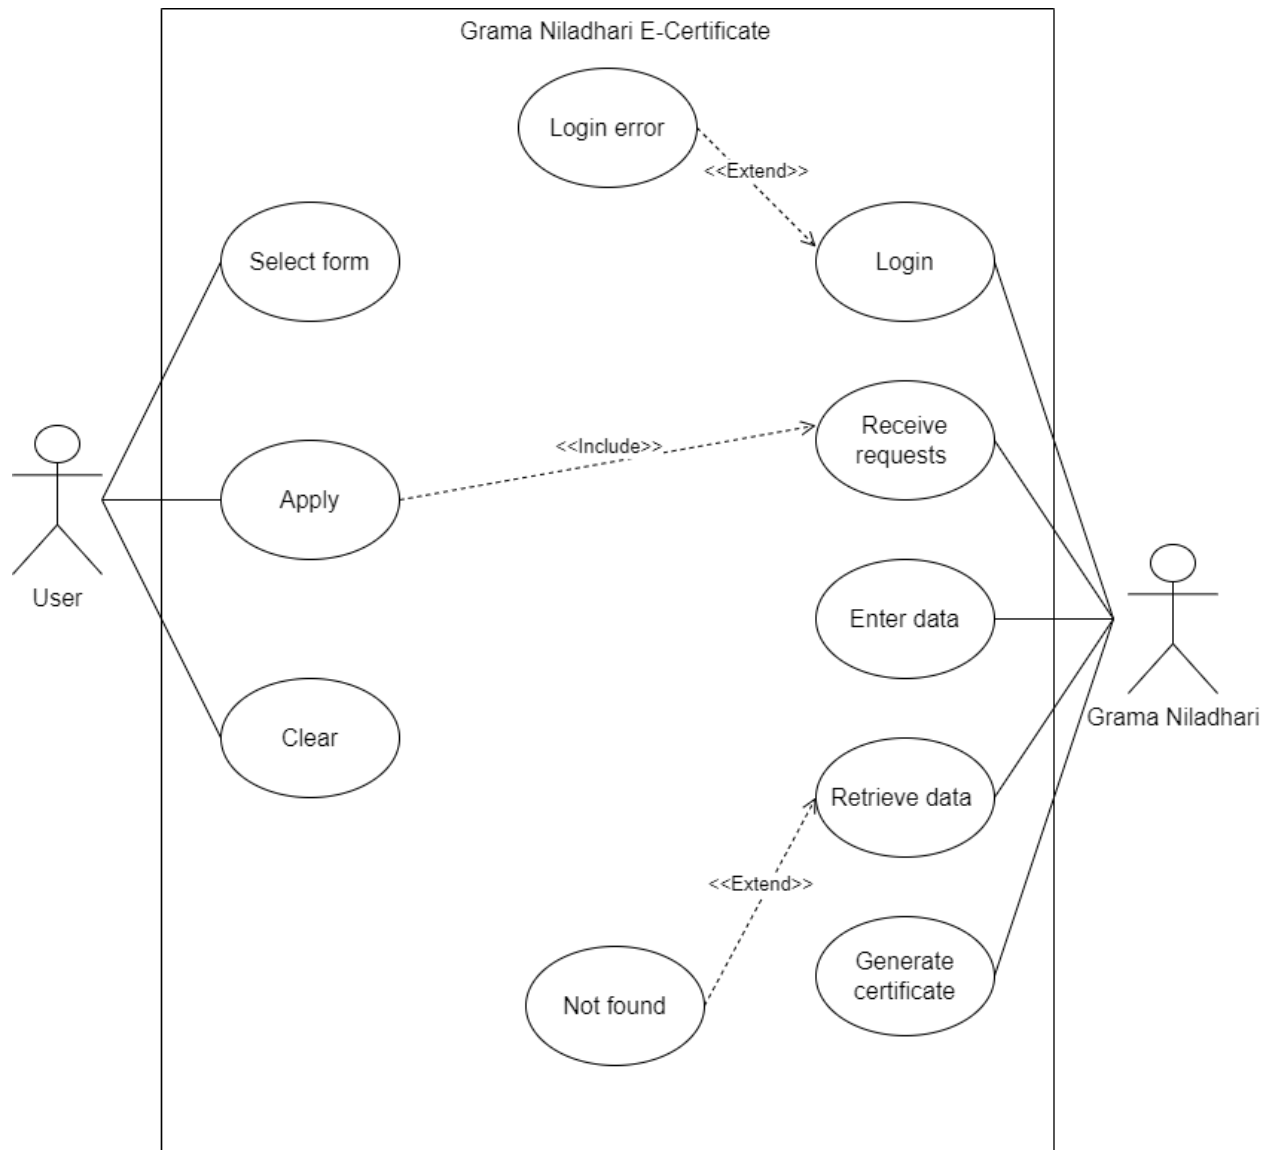 Grama Niladhari E-Certificate
Login error
<<Extend>>
Select form
Login
Receive
requests
<<Include>>
Apply
User
Enter data
Grama Niladhari
Clear
Retrieve data
<<Extend>>
Generate
certificate
Not found